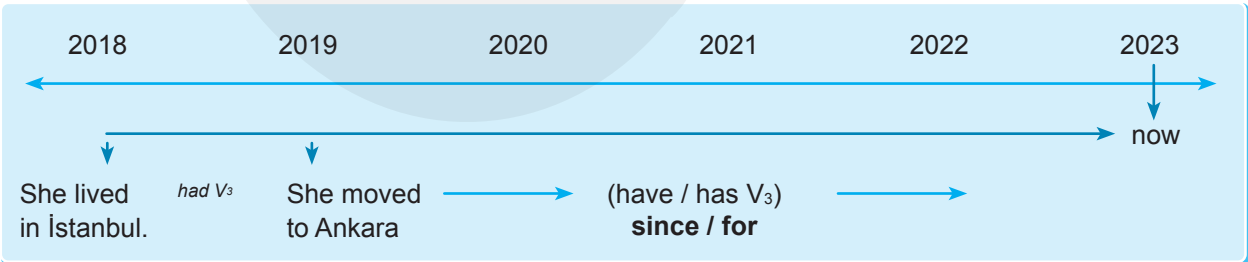 2018 2019 2020 2021 2022 2023
now
She lived had V₃ She moved (have / has V₃)
in İstanbul. to Ankara since / for